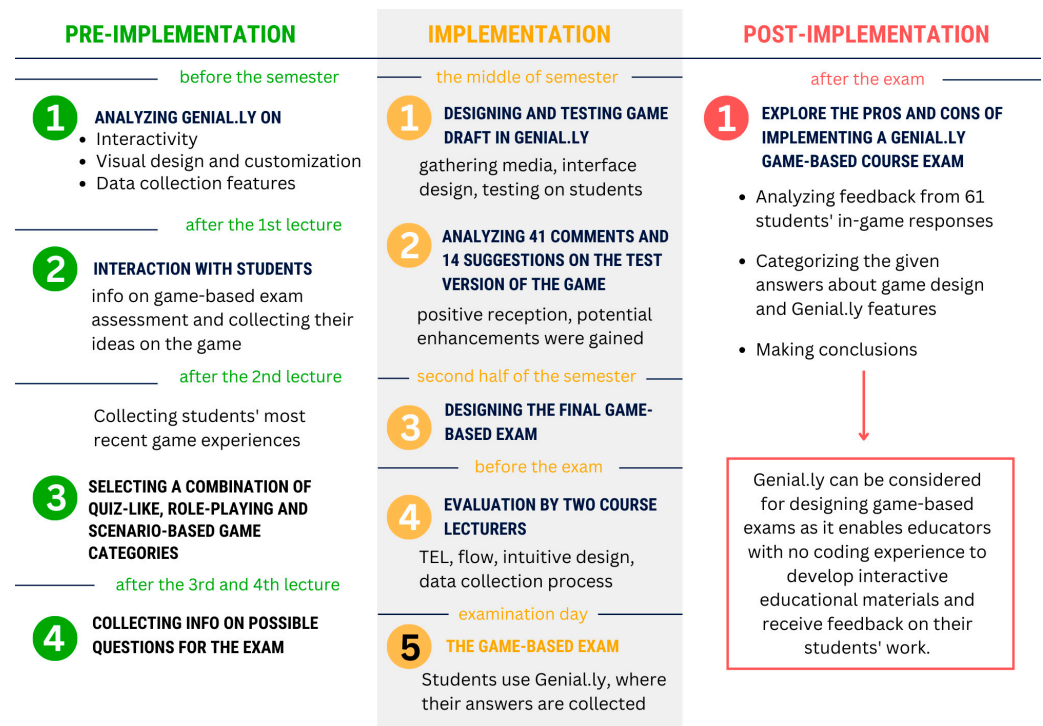 PRE-IMPLEMENTATION
before the semester
1
ANALYZING GENIAL.LY ON
• Interactivity
• Visual design and customization
• Data collection features
after the 1st lecture
2
INTERACTION WITH STUDENTS
info on game-based exam
assessment and collecting their
ideas on the game
after the 2nd lecture
Collecting students' most
recent game experiences
3
SELECTING A COMBINATION OF
QUIZ-LIKE, ROLE-PLAYING AND
SCENARIO-BASED GAME
CATEGORIES
after the 3rd and 4th lecture
4
COLLECTING INFO ON POSSIBLE
QUESTIONS FOR THE EXAM
IMPLEMENTATION
the middle of semester
1
DESIGNING AND TESTING GAME
DRAFT IN GENIAL.LY
gathering media, interface
design, testing on students
2
ANALYZING 41 COMMENTS AND
14 SUGGESTIONS ON THE TEST
VERSION OF THE GAME
positive reception, potential
enhancements were gained
second half of the semester
3
DESIGNING THE FINAL GAME-
BASED EXAM
before the exam
4
EVALUATION BY TWO COURSE
LECTURERS
TEL, flow, intuitive design,
data collection process
examination day
5
THE GAME-BASED EXAM
Students use Genial.ly, where
their answers are collected
POST-IMPLEMENTATION
after the exam
1
EXPLORE THE PROS AND CONS OF
IMPLEMENTING A GENIAL.LY
GAME-BASED COURSE EXAM
• Analyzing feedback from 61
students' in-game responses
• Categorizing the given
answers about game design
and Genial.ly features
• Making conclusions
Genial.ly can be considered
for designing game-based
exams as it enables educators
with no coding experience to
develop interactive
educational materials and
receive feedback on their
students' work.